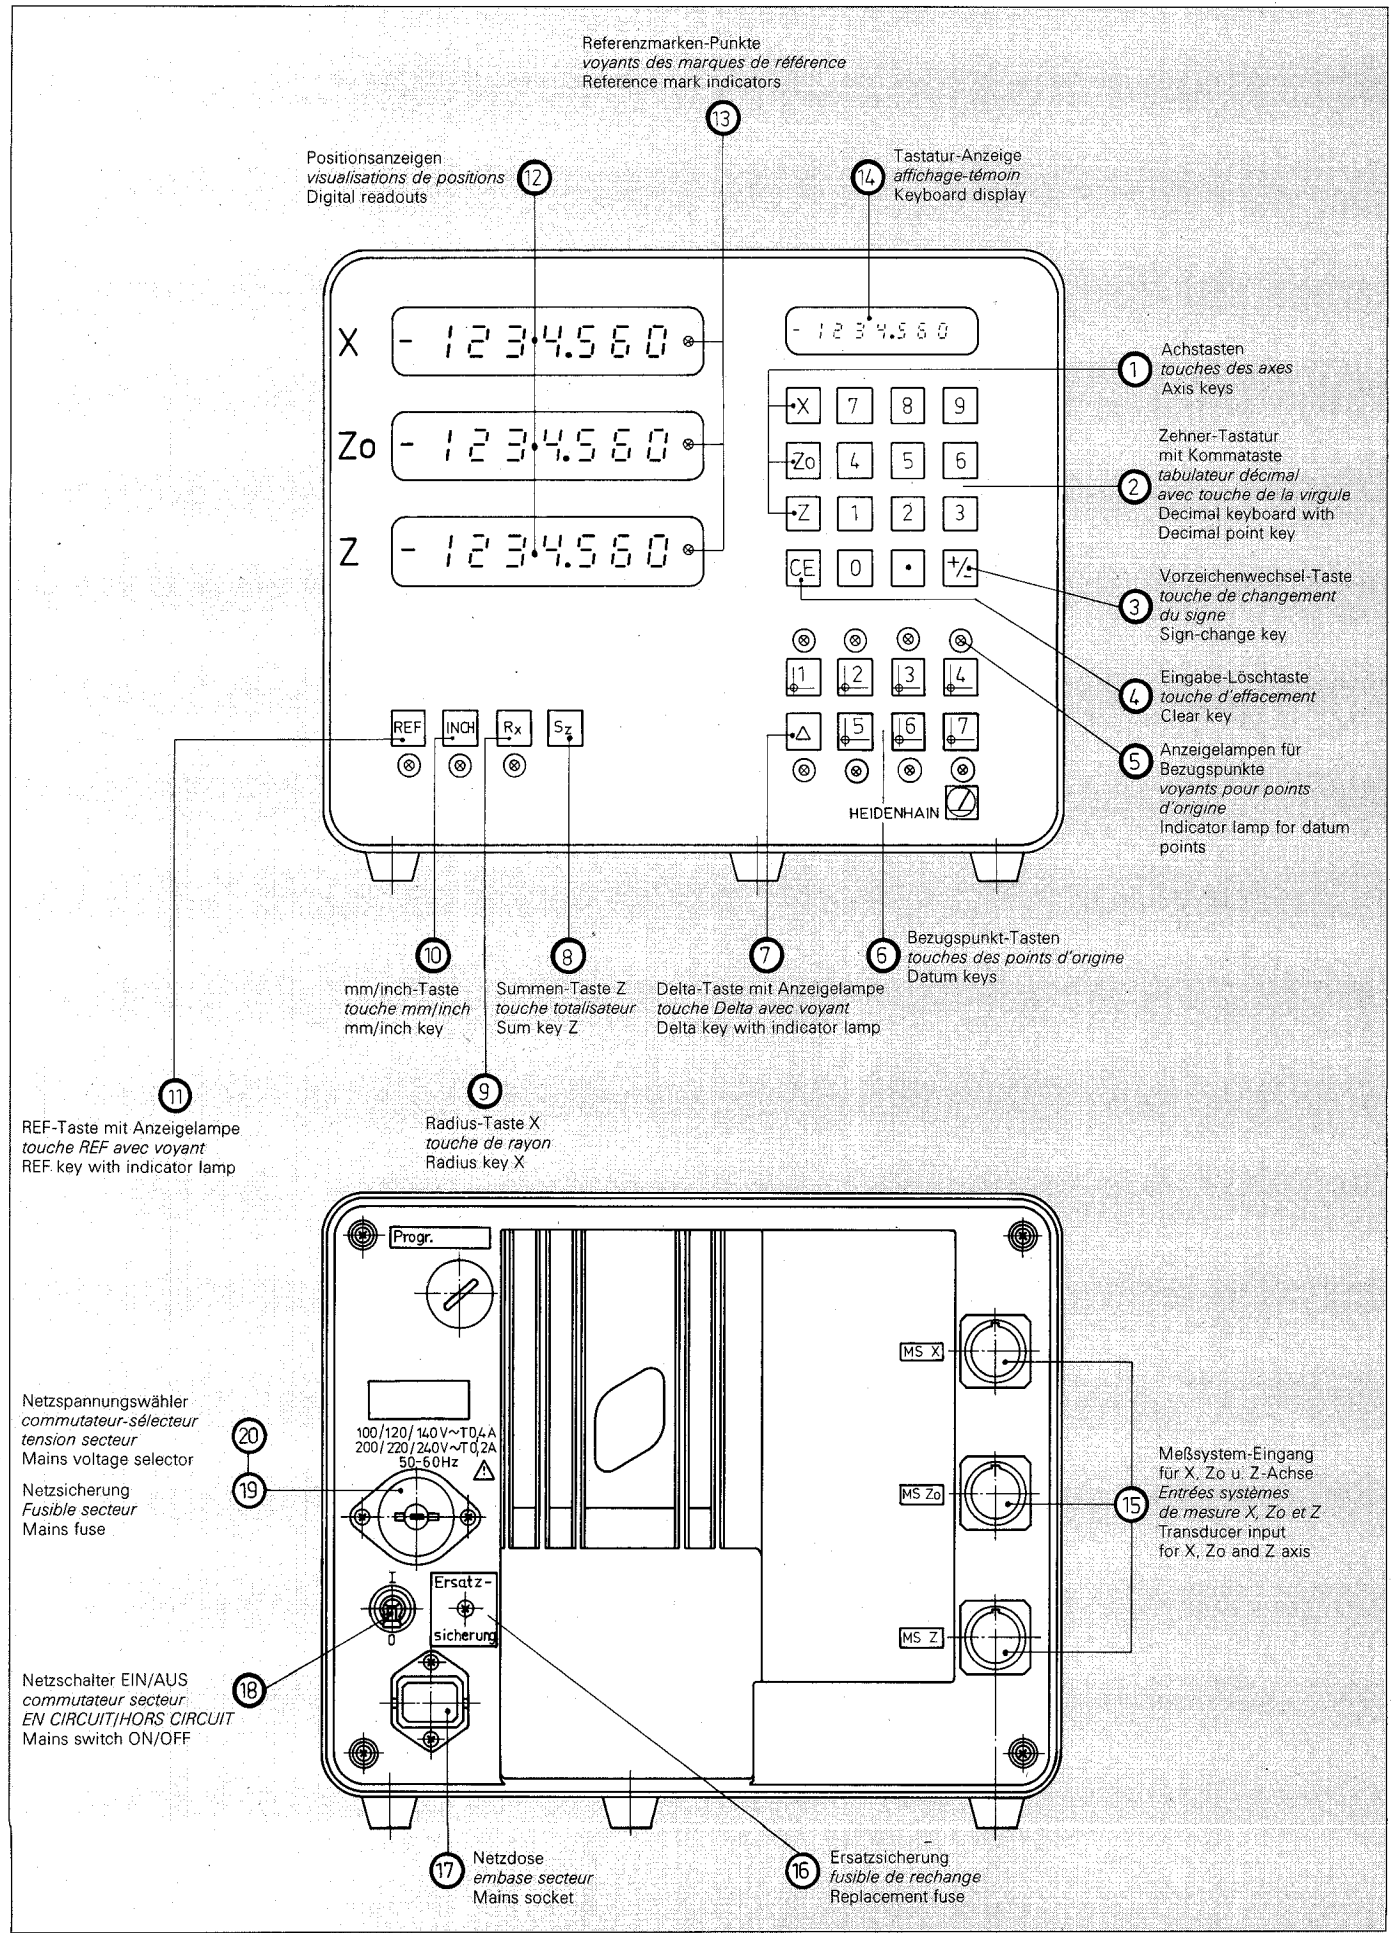 Referenzmarken-Punkte
voyants des marques de référence
Reference mark indicators
13
Positionsanzeigen
visualisations de positions
Digital readouts
12
14
Tastatur-Anzeige
affichage-témoin
Keyboard display
X
- 1234.560
- 1234.560
Zo
- 1234.560
Z
- 1234.560
X 7 8 9
Zo 4 5 6
Z 1 2 3
CE 0 . +/-
1 2 3 4
△ 5 6 7
REF INCH Rx Sz
HEIDENHAIN
1
Achstasten
touches des axes
Axis keys
2
Zehner-Tastatur
mit Kommataste
tabulateur décimal
avec touche de la virgule
Decimal keyboard with
Decimal point key
3
Vorzeichenwechsel-Taste
touche de changement
du signe
Sign-change key
4
Eingabe-Löschtaste
touche d'effacement
Clear key
5
Anzeigelampen für
Bezugspunkte
voyants pour points
d'origine
Indicator lamp for datum
points
6
Bezugspunkt-Tasten
touches des points d'origine
Datum keys
7
Delta-Taste mit Anzeigelampe
touche Delta avec voyant
Delta key with indicator lamp
8
Summen-Taste Z
touche totalisateur
Sum key Z
10
mm/inch-Taste
touche mm/inch
mm/inch key
9
Radius-Taste X
touche de rayon
Radius key X
11
REF-Taste mit Anzeigelampe
touche REF avec voyant
REF key with indicator lamp
Progr.
100/120/140V~T0,4A
200/220/240V~T0,2A
50-60Hz
I
O
Ersatz-
sicherung
MS X
MS Zo
MS Z
20
Netzspannungswähler
commutateur-sélecteur
tension secteur
Mains voltage selector
19
Netzsicherung
Fusible secteur
Mains fuse
18
Netzschalter EIN/AUS
commutateur secteur
EN CIRCUIT/HORS CIRCUIT
Mains switch ON/OFF
15
Meßsystem-Eingang
für X, Zo u. Z-Achse
Entrées systèmes
de mesure X, Zo et Z
Transducer input
for X, Zo and Z axis
17
Netzdose
embase secteur
Mains socket
16
Ersatzsicherung
fusible de rechange
Replacement fuse